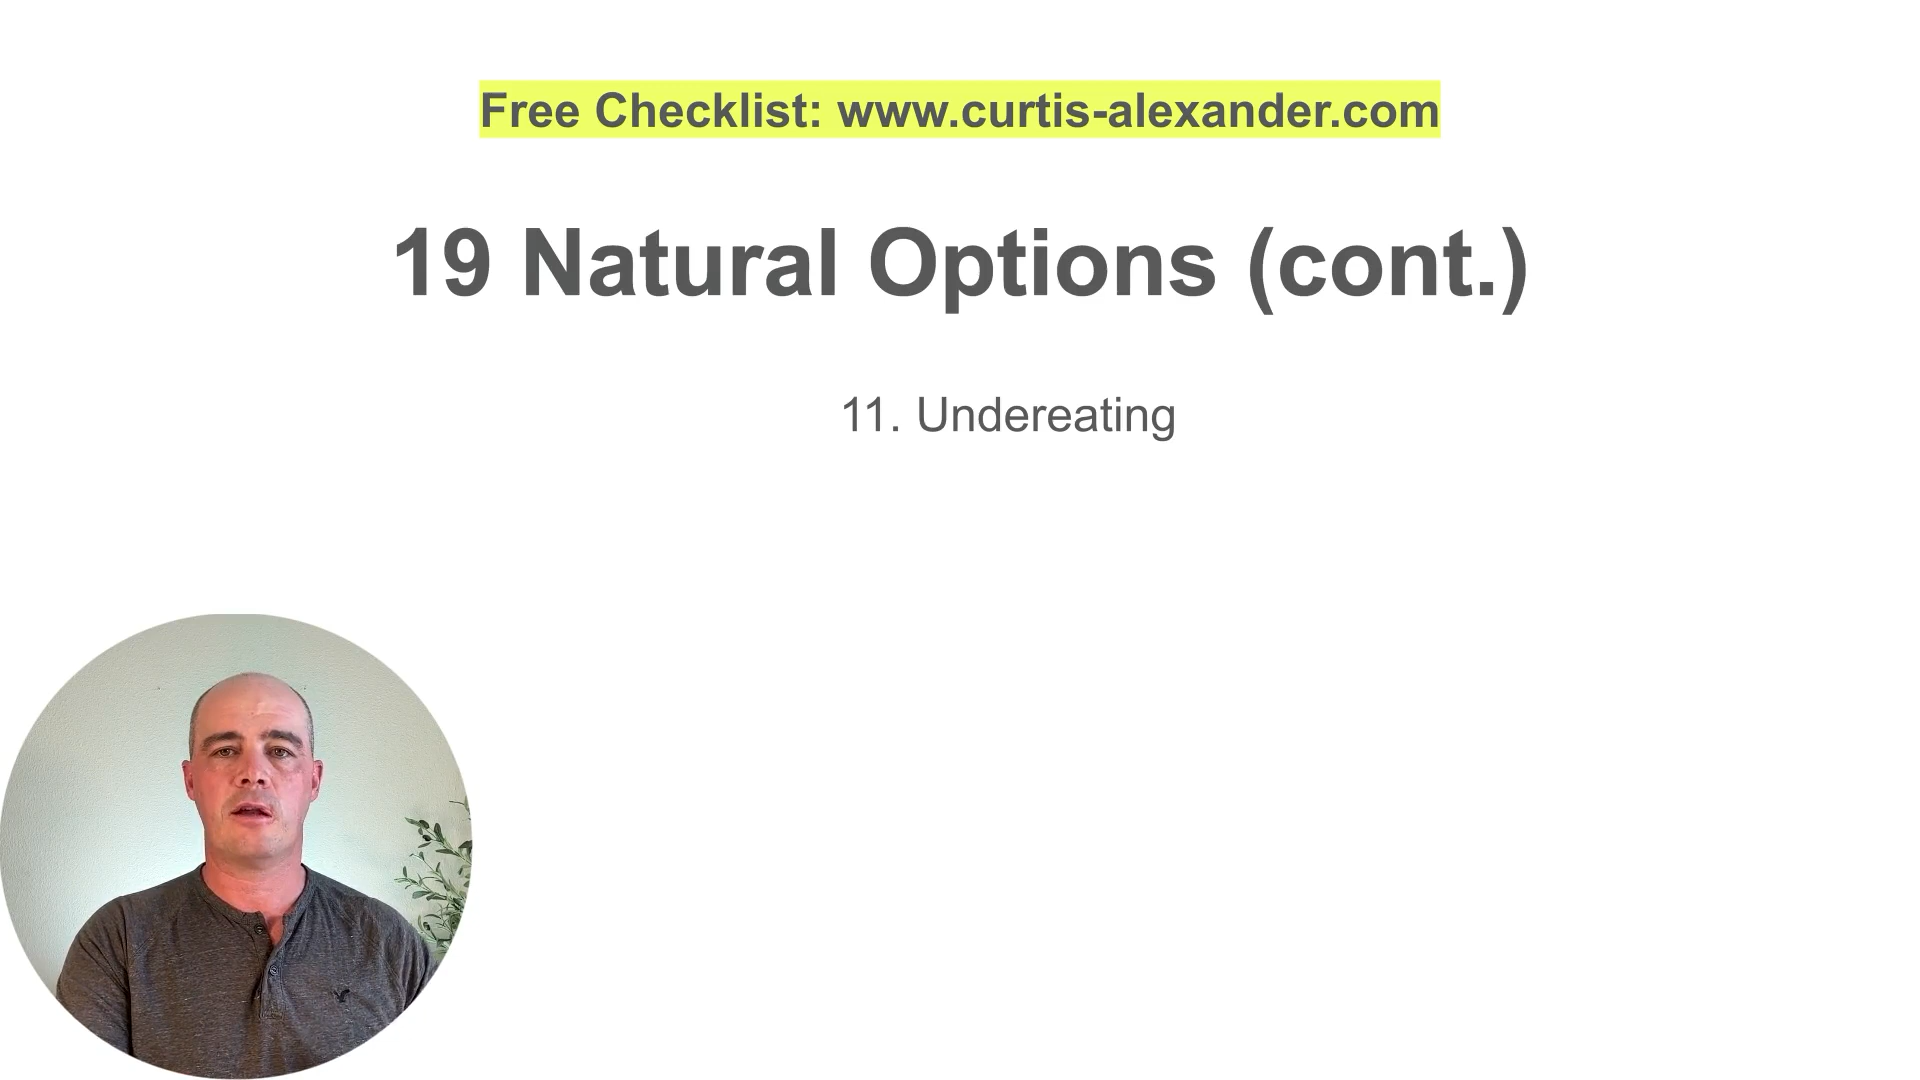 Free Checklist: www.curtis-alexander.com
19 Natural Options (cont.)
11. Undereating